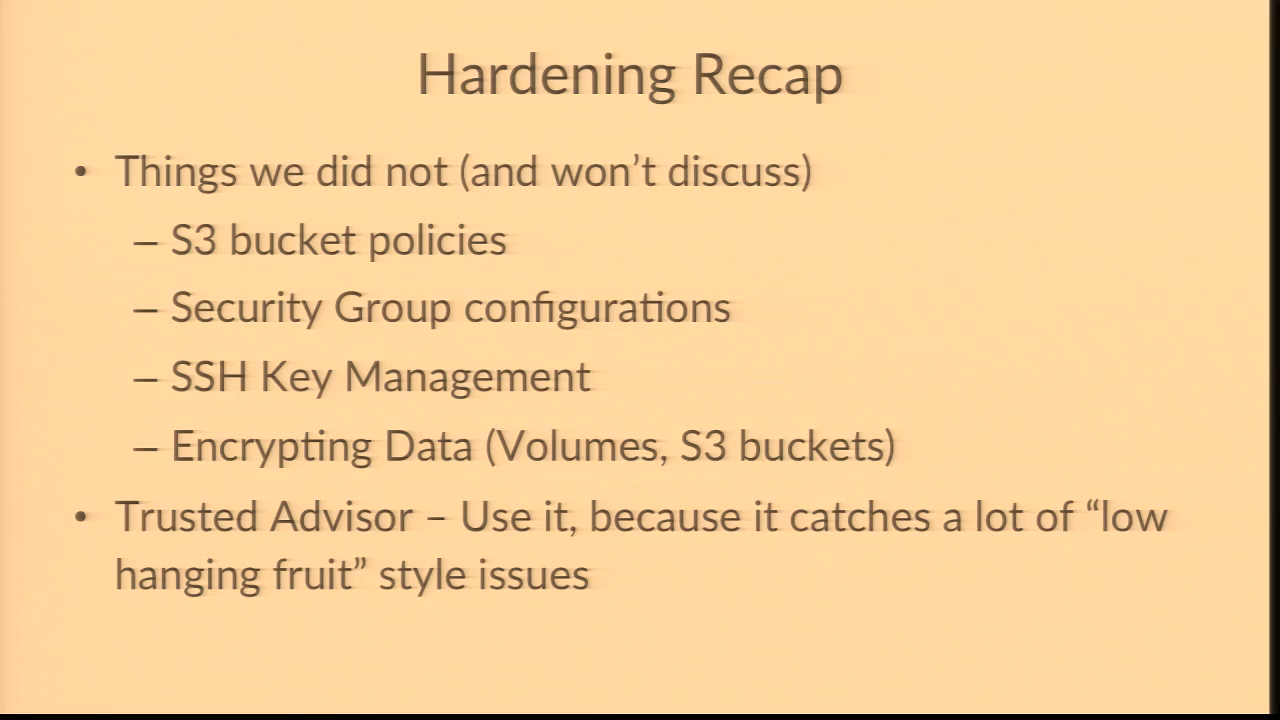 Hardening Recap
• Things we did not (and won’t discuss)
– S3 bucket policies
– Security Group configurations
– SSH Key Management
– Encrypting Data (Volumes, S3 buckets)
• Trusted Advisor – Use it, because it catches a lot of “low
hanging fruit” style issues